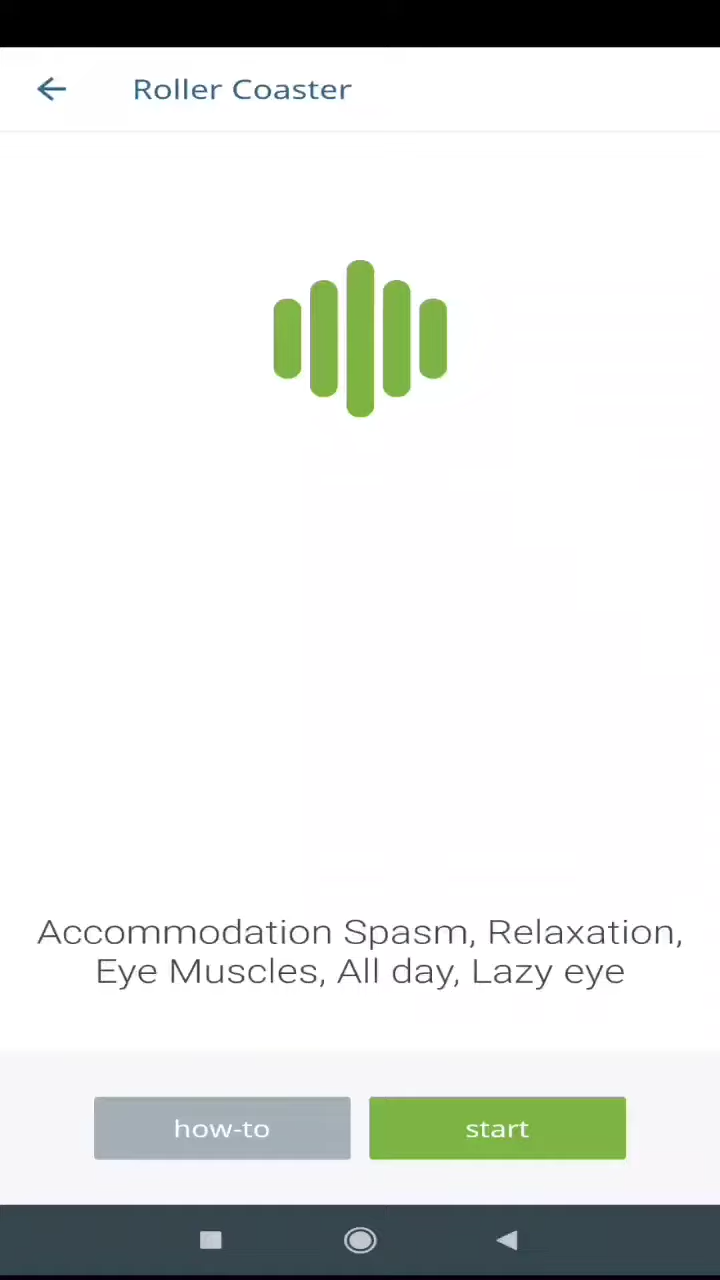 Roller Coaster
Accommodation Spasm, Relaxation,
Eye Muscles, All day, Lazy eye
how-to
start